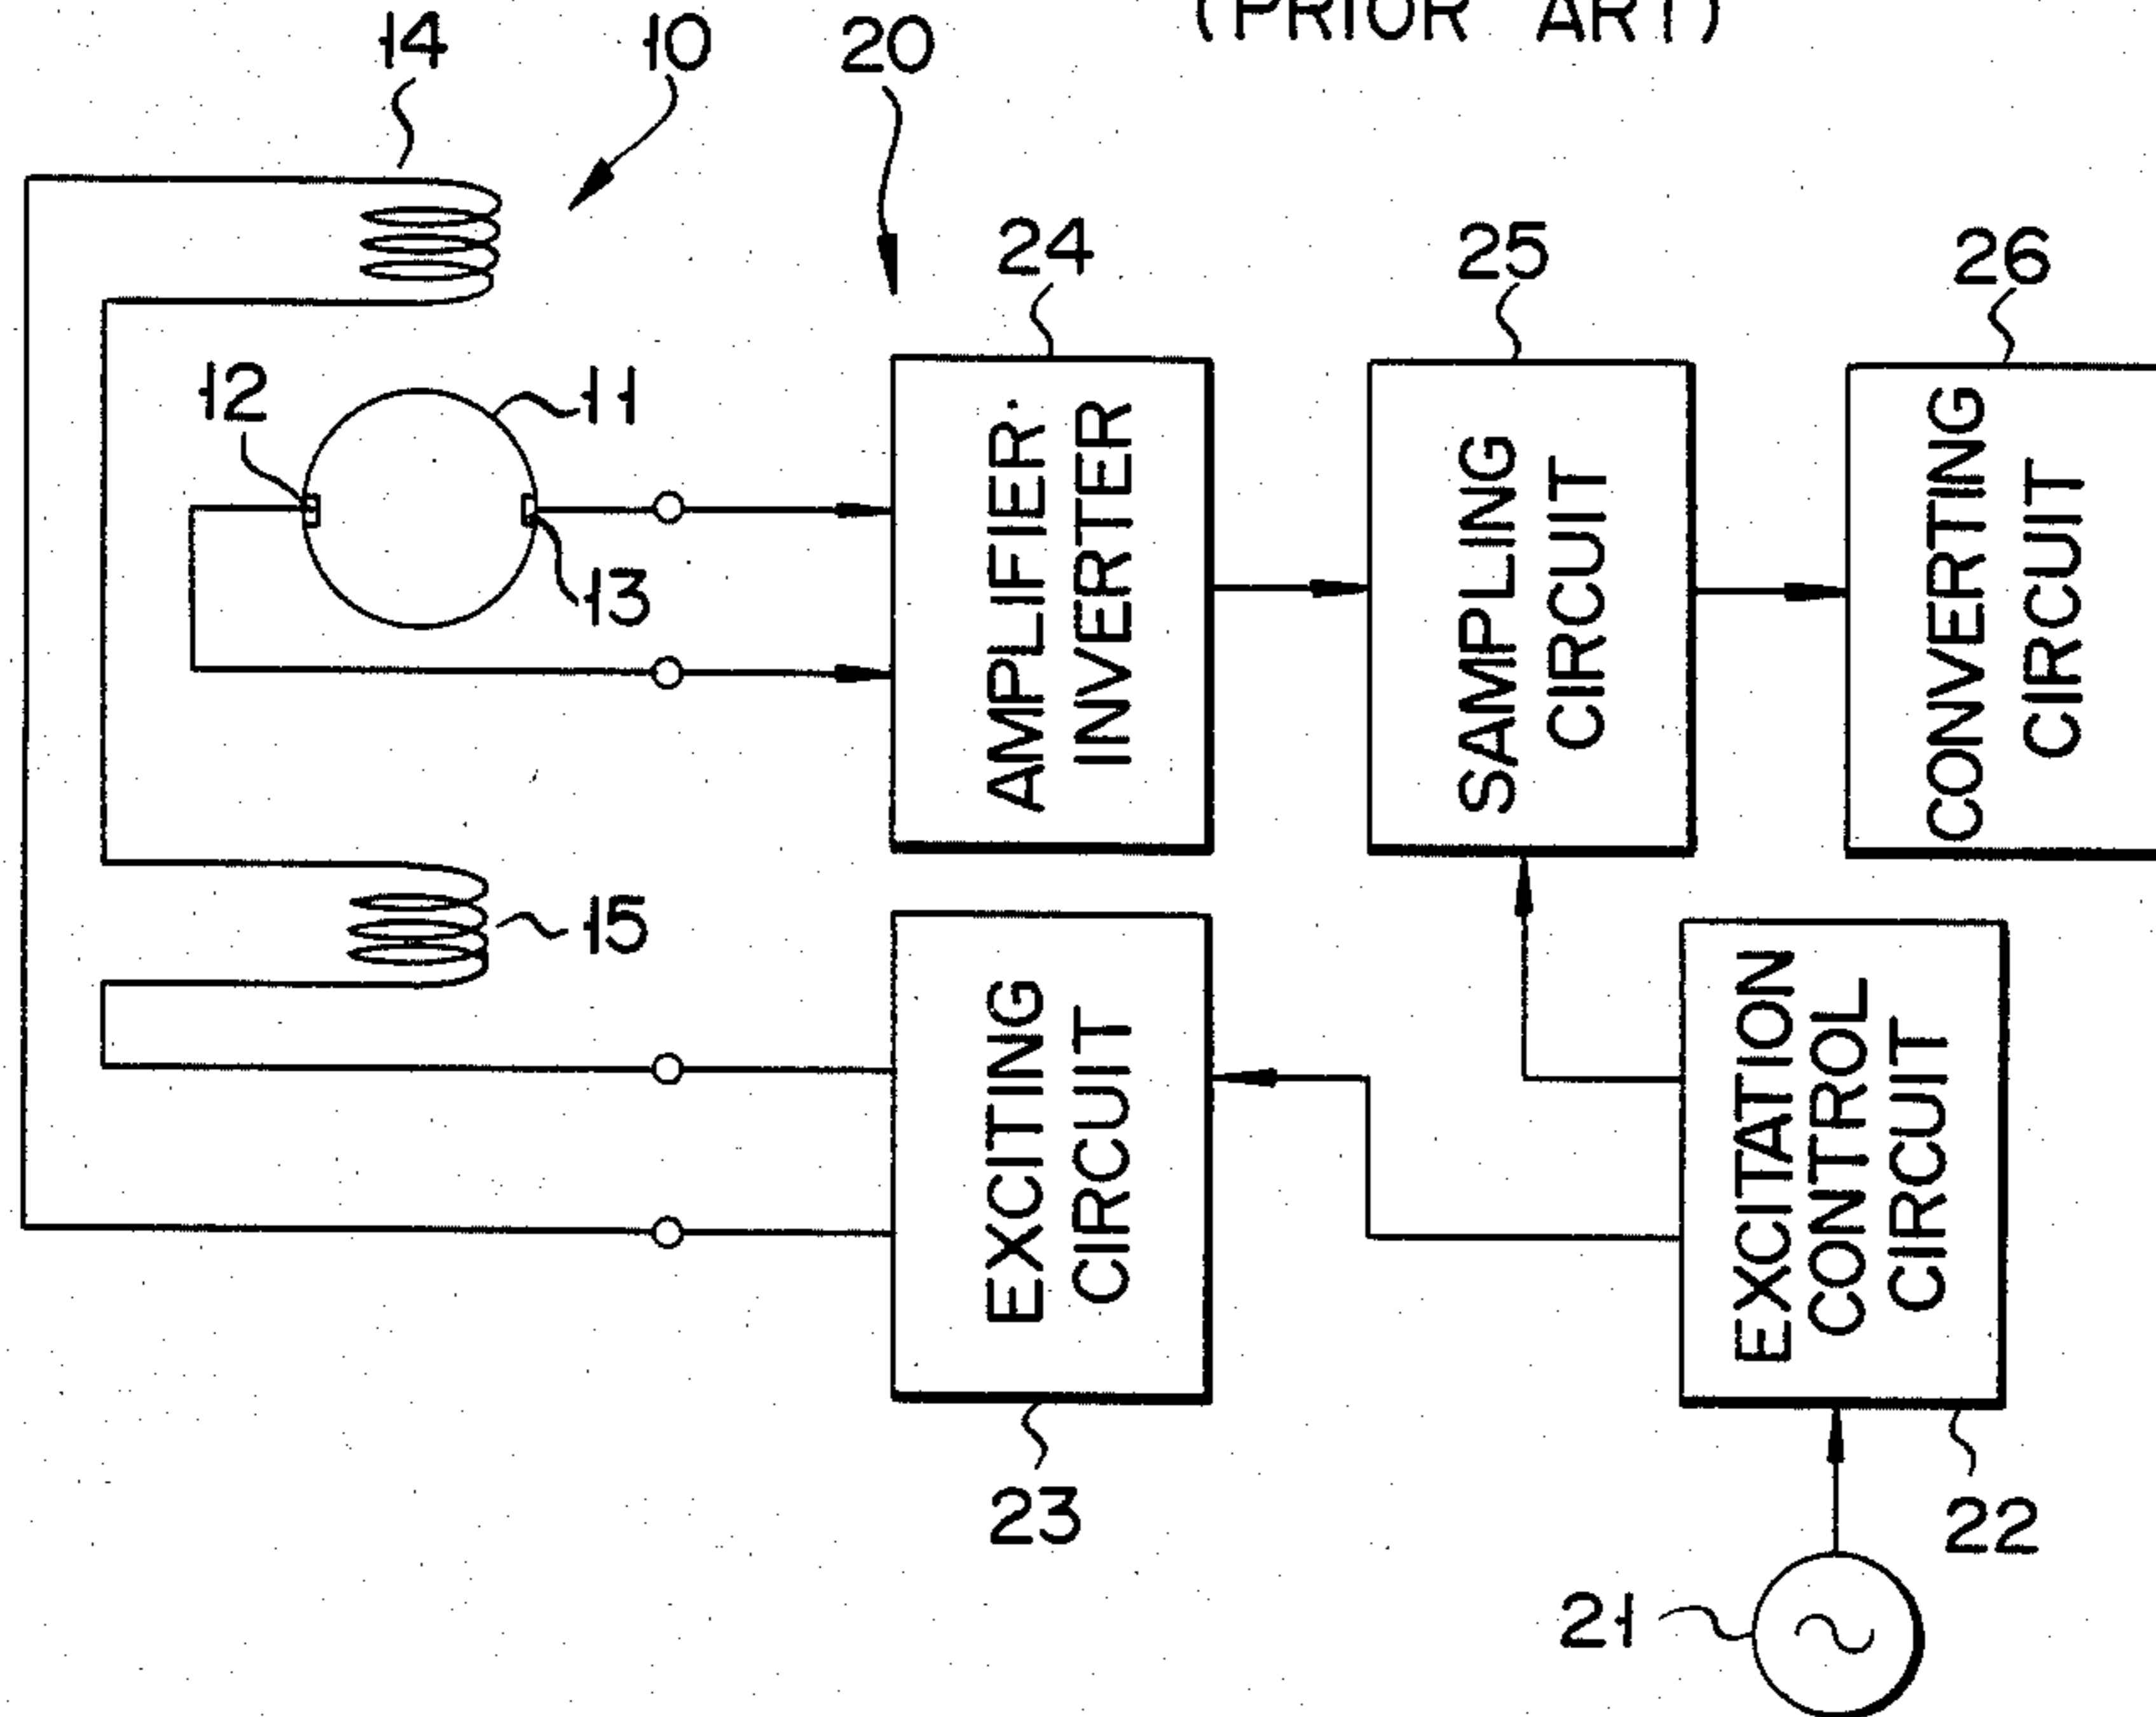 (PRIOR ART)
14
10
20
24
25
26
12
11
13
AMPLIFIER·
INVERTER
SAMPLING
CIRCUIT
CONVERTING
CIRCUIT
15
EXCITING
CIRCUIT
EXCITATION
CONTROL
CIRCUIT
23
22
21